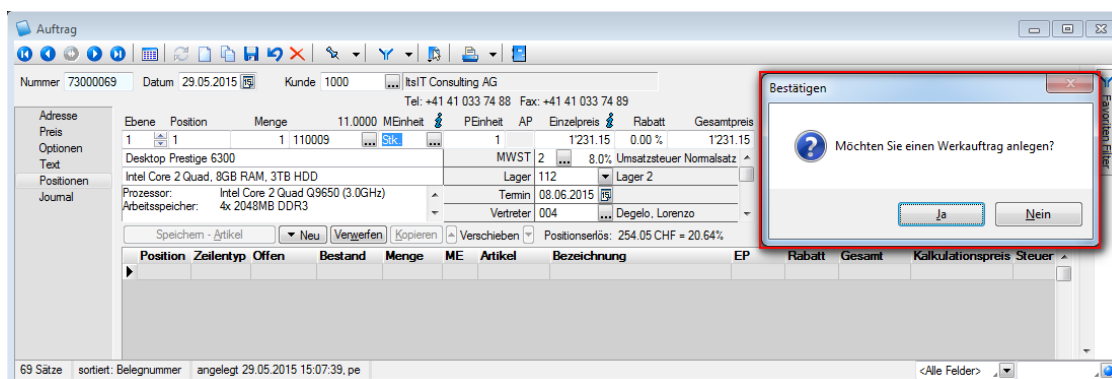 Auftrag
Nummer 73000069 Datum 29.05.2015 Kunde 1000 ... ItsIT Consulting AG
Tel: +41 41 033 74 88 Fax: +41 41 033 74 89
Adresse
Preis
Optionen
Text
Positionen
Journal
Ebene Position Menge 11.0000 MEinheit PEinheit AP Einzelpreis Rabatt Gesamtpreis
1 1 1 110009 ... Stk. ... 1 1'231.15 0.00 % 1'231.15
Desktop Prestige 6300 MWST 2 ... 8.0% Umsatzsteuer Normalsatz
Intel Core 2 Quad, 8GB RAM, 3TB HDD Lager 112 Lager 2
Prozessor: Intel Core 2 Quad Q9650 (3.0GHz) Termin 08.06.2015
Arbeitsspeicher: 4x 2048MB DDR3 Vertreter 004 ... Degelo, Lorenzo
Speichern - Artikel Neu Verwerfen Kopieren Verschieben Positionserlös: 254.05 CHF = 20.64%
Position Zeilentyp Offen Bestand Menge ME Artikel Bezeichnung EP Rabatt Gesamt Kalkulationspreis Steuer
69 Sätze sortiert: Belegnummer angelegt 29.05.2015 15:07:39, pe <Alle Felder>
Bestätigen
Möchten Sie einen Werkauftrag anlegen?
Ja Nein
Favoriten Filter